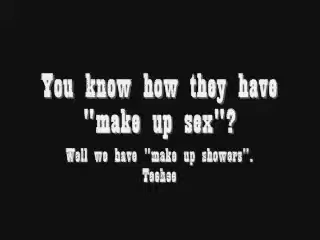 You know how they have
"make up sex"?
Well we have "make up showers".
Teehee